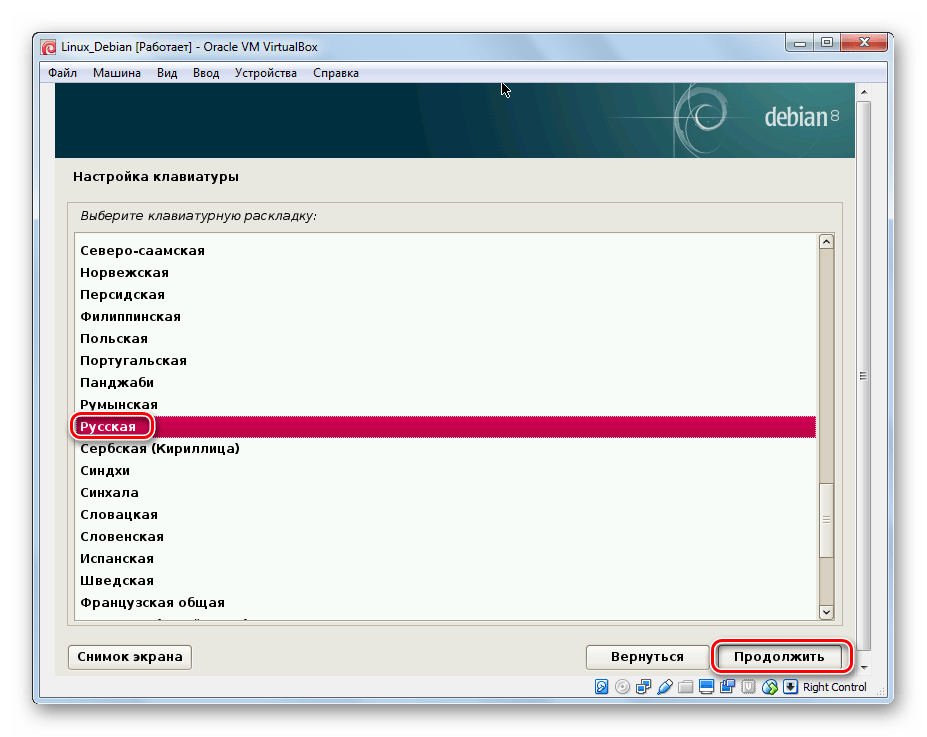 Linux_Debian [Работает] - Oracle VM VirtualBox
Файл Машина Вид Ввод Устройства Справка
debian 8
Настройка клавиатуры
Выберите клавиатурную раскладку:
Северо-саамская
Норвежская
Персидская
Филиппинская
Польская
Португальская
Панджаби
Румынская
Русская
Сербская (Кириллица)
Синдхи
Синхала
Словацкая
Словенская
Испанская
Шведская
Французская общая
Снимок экрана Вернуться Продолжить
Right Control